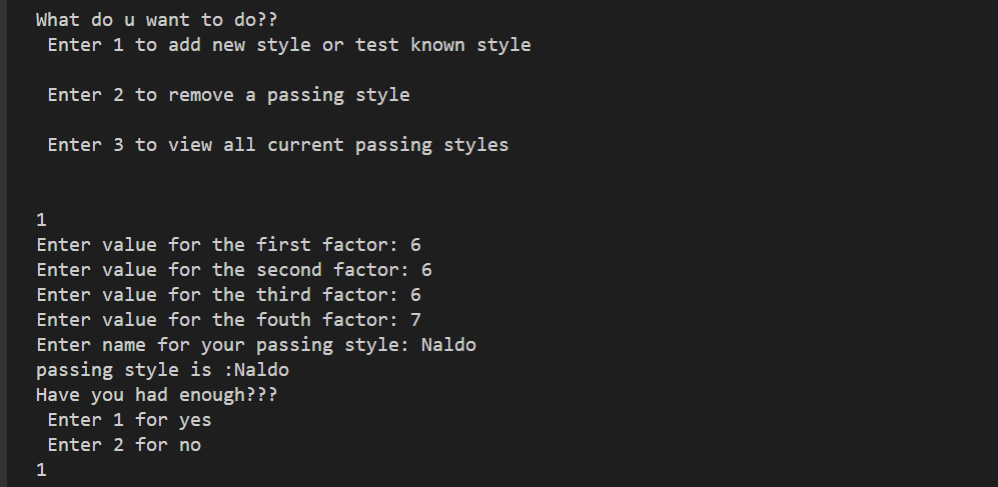 What do u want to do??
Enter 1 to add new style or test known style
Enter 2 to remove a passing style
Enter 3 to view all current passing styles
1
Enter value for the first factor: 6
Enter value for the second factor: 6
Enter value for the third factor: 6
Enter value for the fouth factor: 7
Enter name for your passing style: Naldo
passing style is :Naldo
Have you had enough???
Enter 1 for yes
Enter 2 for no
1